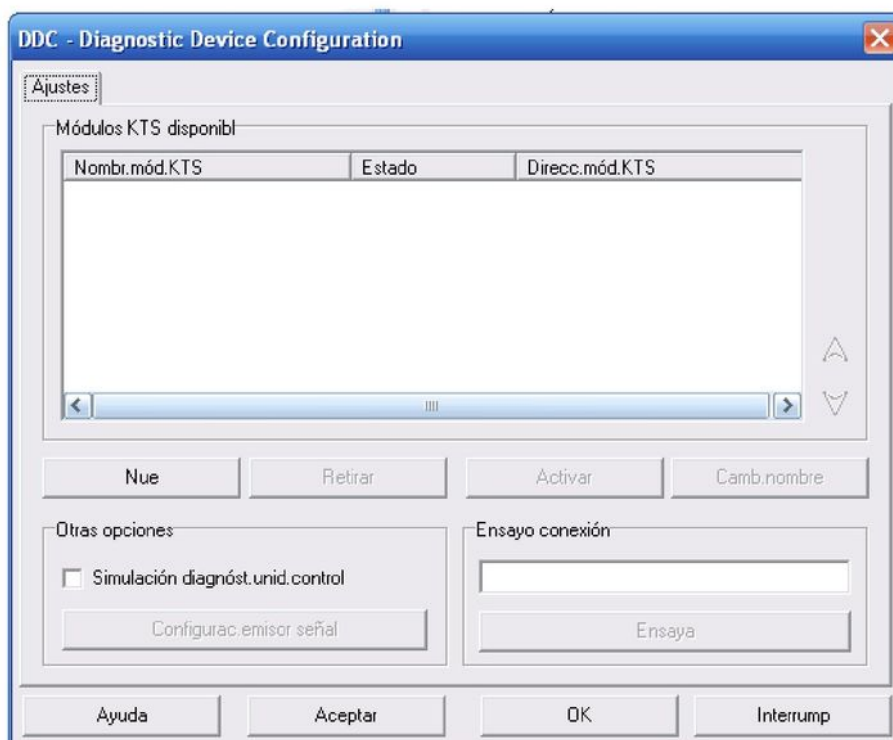 DDC - Diagnostic Device Configuration
Ajustes
Módulos KTS disponibl
Nombr.mód.KTS Estado Direcc.mód.KTS
Nue Retirar Activar Camb.nombre
Otras opciones Ensayo conexión
Simulación diagnóst.unid.control
Configurac.emisor señal Ensaya
Ayuda Aceptar OK Interrump